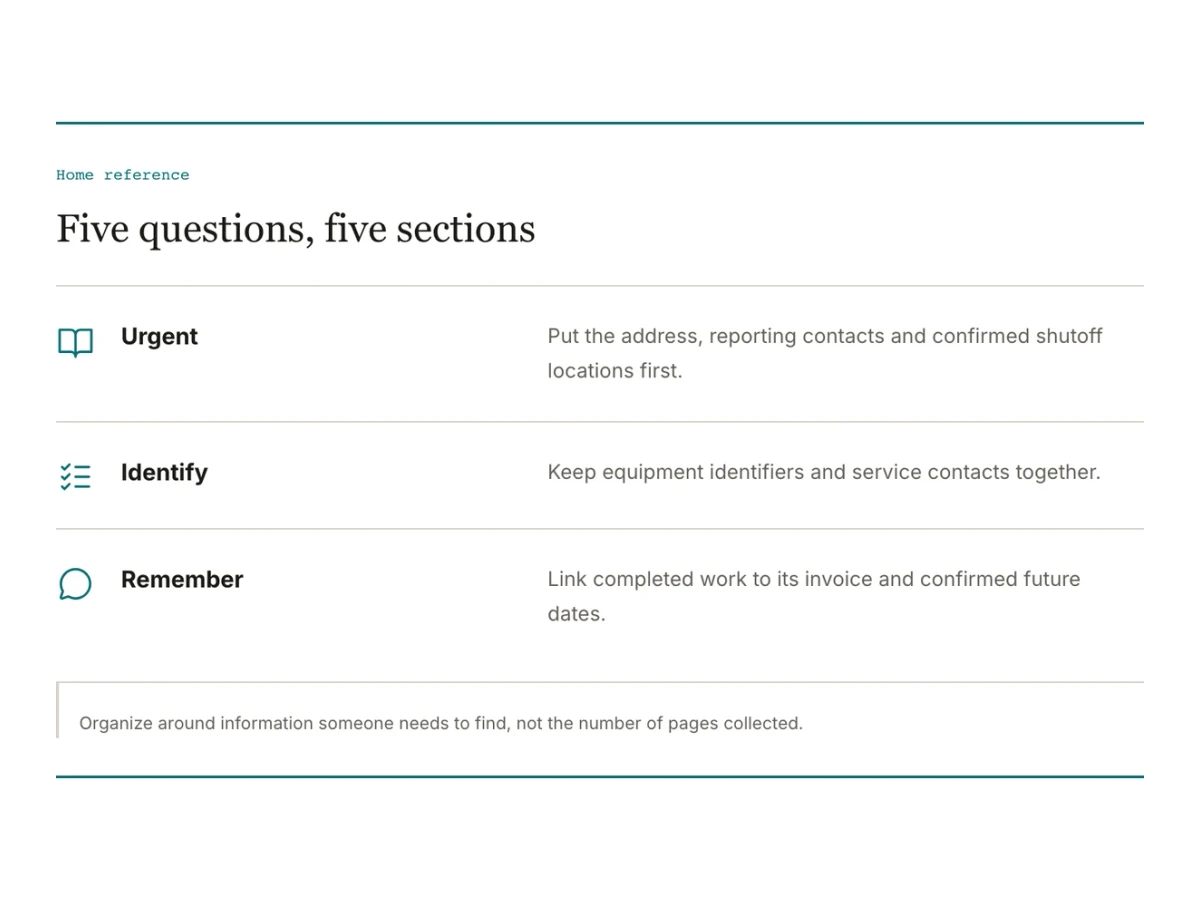 Home reference
Five questions, five sections
Urgent
Put the address, reporting contacts and confirmed shutoff
locations first.
Identify
Keep equipment identifiers and service contacts together.
Remember
Link completed work to its invoice and confirmed future
dates.
Organize around information someone needs to find, not the number of pages collected.